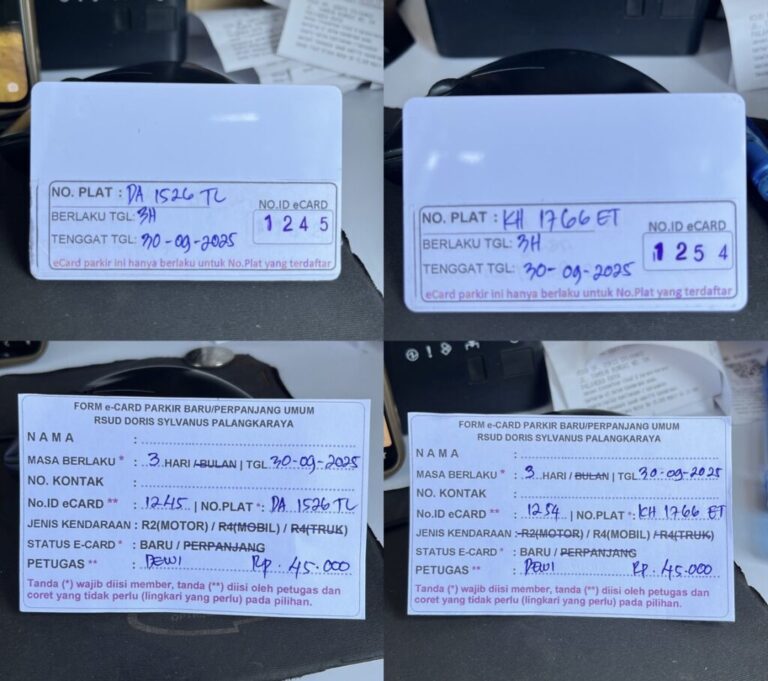 NO. PLAT : DA 1526 TL
BERLAKU TGL: 3H
TENGGAT TGL: 30-09-2025
NO.ID eCARD
1245
eCard parkir ini hanya berlaku untuk No.Plat yang terdaftar
NO. PLAT : KH 1766 ET
BERLAKU TGL: 3H
TENGGAT TGL: 30-09-2025
NO.ID eCARD
1254
eCard parkir ini hanya berlaku untuk No.Plat yang terdaftar
FORM e-CARD PARKIR BARU/PERPANJANG UMUM
RSUD DORIS SYLVANUS PALANGKARAYA
N A M A :
MASA BERLAKU * : 3 HARI / BULAN | TGL 30-09-2025
NO. KONTAK :
No.ID eCARD ** : 1245 | NO.PLAT *: DA 1526 TL
JENIS KENDARAAN : R2(MOTOR) / R4(MOBIL) / R4(TRUK)
STATUS E-CARD * : BARU / PERPANJANG
PETUGAS ** : DEWI Rp. 45.000
Tanda (*) wajib diisi member, tanda (**) diisi oleh petugas dan
coret yang tidak perlu (lingkari yang perlu) pada pilihan.
FORM e-CARD PARKIR BARU/PERPANJANG UMUM
RSUD DORIS SYLVANUS PALANGKARAYA
N A M A :
MASA BERLAKU * : 3 HARI / BULAN | TGL 30-09-2025
NO. KONTAK :
No.ID eCARD ** : 1254 | NO.PLAT *: KH 1766 ET
JENIS KENDARAAN : R2(MOTOR) / R4(MOBIL) / R4(TRUK)
STATUS E-CARD * : BARU / PERPANJANG
PETUGAS ** : DEWI Rp. 45.000
Tanda (*) wajib diisi member, tanda (**) diisi oleh petugas dan
coret yang tidak perlu (lingkari yang perlu) pada pilihan.